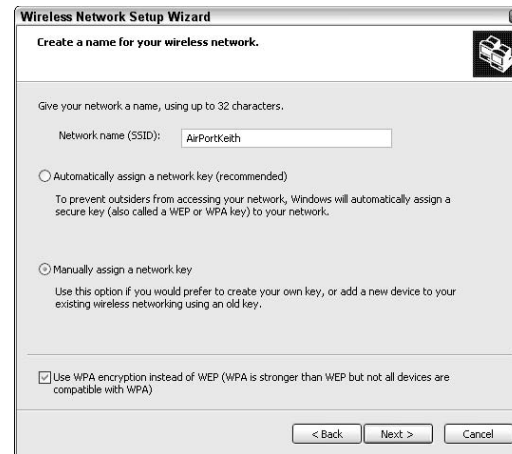 Wireless Network Setup Wizard
Create a name for your wireless network.
Give your network a name, using up to 32 characters.
Network name (SSID): AirPortKeith
Automatically assign a network key (recommended)
To prevent outsiders from accessing your network, Windows will automatically assign a
secure key (also called a WEP or WPA key) to your network.
Manually assign a network key
Use this option if you would prefer to create your own key, or add a new device to your
existing wireless networking using an old key.
Use WPA encryption instead of WEP (WPA is stronger than WEP but not all devices are
compatible with WPA)
< Back Next > Cancel